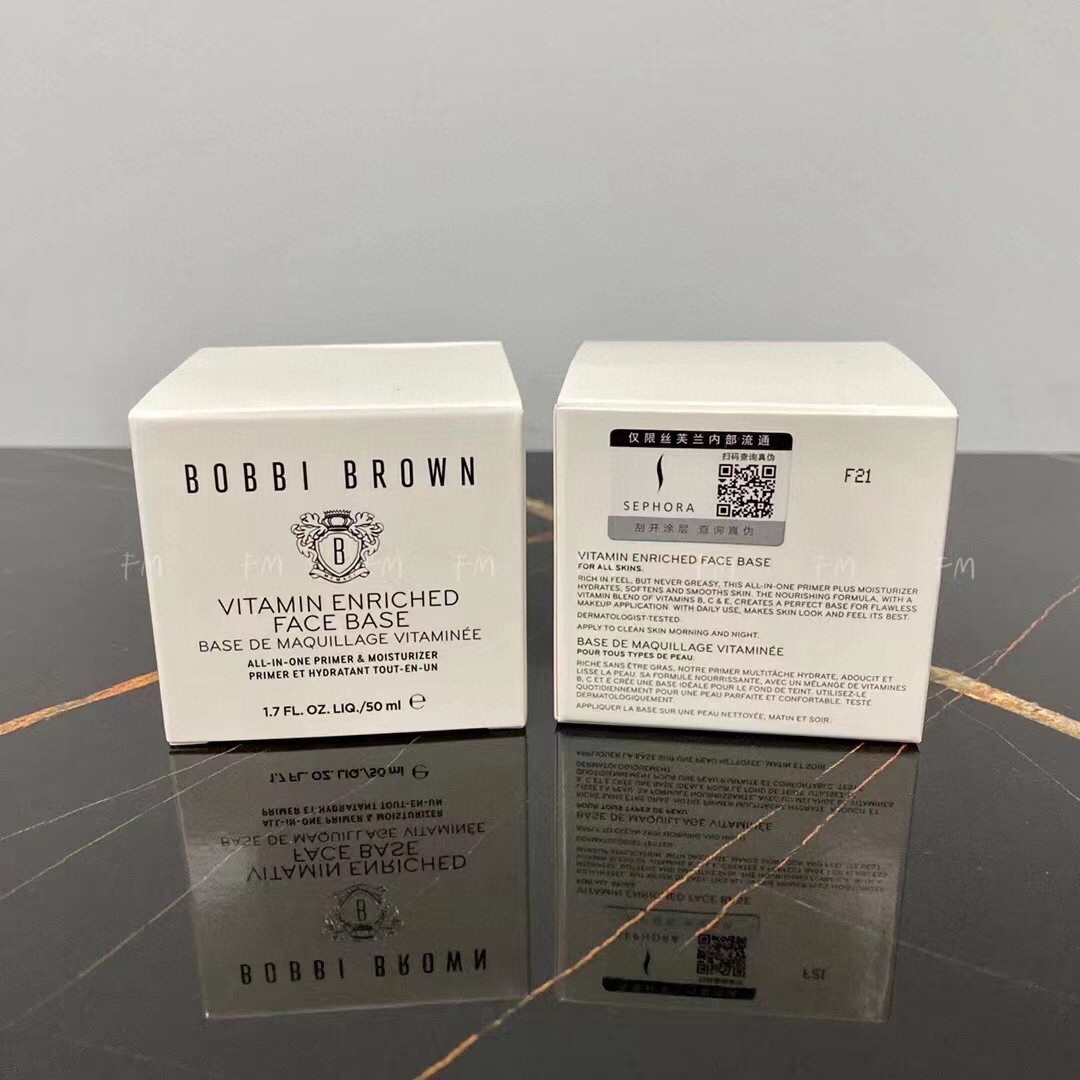 BOBBI BROWN
B
VITAMIN ENRICHED
FACE BASE
BASE DE MAQUILLAGE VITAMINÉE
ALL-IN-ONE PRIMER & MOISTURIZER
PRIMER ET HYDRATANT TOUT-EN-UN
1.7 FL. OZ. LIQ./50 ml ℮
仅限丝芙兰内部流通
扫码查询真伪
SEPHORA
刮开涂层 查询真伪
F21
VITAMIN ENRICHED FACE BASE
FOR ALL SKINS.
RICH IN FEEL, BUT NEVER GREASY, THIS ALL-IN-ONE PRIMER PLUS MOISTURIZER
HYDRATES, SOFTENS AND SMOOTHS SKIN. THE NOURISHING FORMULA, WITH A
VITAMIN BLEND OF VITAMINS B, C & E, CREATES A PERFECT BASE FOR FLAWLESS
MAKEUP APPLICATION. WITH DAILY USE, MAKES SKIN LOOK AND FEEL ITS BEST.
DERMATOLOGIST-TESTED.
APPLY TO CLEAN SKIN MORNING AND NIGHT.
BASE DE MAQUILLAGE VITAMINÉE
POUR TOUS TYPES DE PEAU.
RICHE SANS ÊTRE GRAS, NOTRE PRIMER MULTITÂCHE HYDRATE, ADOUCIT ET
LISSE LA PEAU. SA FORMULE NOURRISSANTE, AVEC UN MÉLANGE DE VITAMINES
B, C ET E CRÉE UNE BASE IDÉALE POUR LE FOND DE TEINT. UTILISEZ-LE
QUOTIDIENNEMENT POUR UNE PEAU PARFAITE ET CONFORTABLE. TESTÉ
DERMATOLOGIQUEMENT.
APPLIQUER LA BASE SUR UNE PEAU NETTOYÉE, MATIN ET SOIR.
FM FM FM FM FM FM